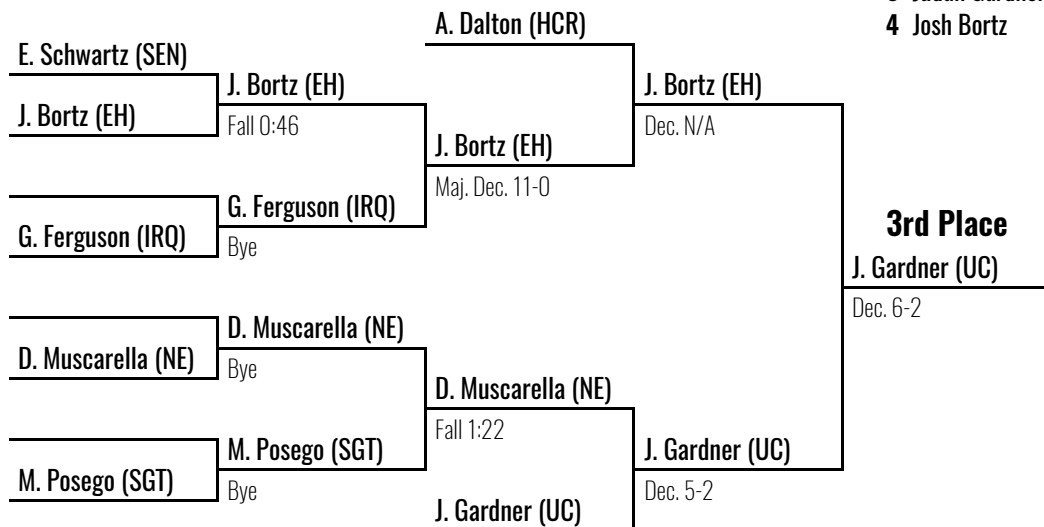 4 Josh Bortz
A. Dalton (HCR)
E. Schwartz (SEN)
J. Bortz (EH)
J. Bortz (EH)
Fall 0:46
J. Bortz (EH)
Dec. N/A
J. Bortz (EH)
Maj. Dec. 11-0
G. Ferguson (IRQ)
G. Ferguson (IRQ)
Bye
3rd Place
J. Gardner (UC)
Dec. 6-2
D. Muscarella (NE)
D. Muscarella (NE)
Bye
D. Muscarella (NE)
Fall 1:22
M. Posego (SGT)
M. Posego (SGT)
Bye
J. Gardner (UC)
Dec. 5-2
J. Gardner (UC)